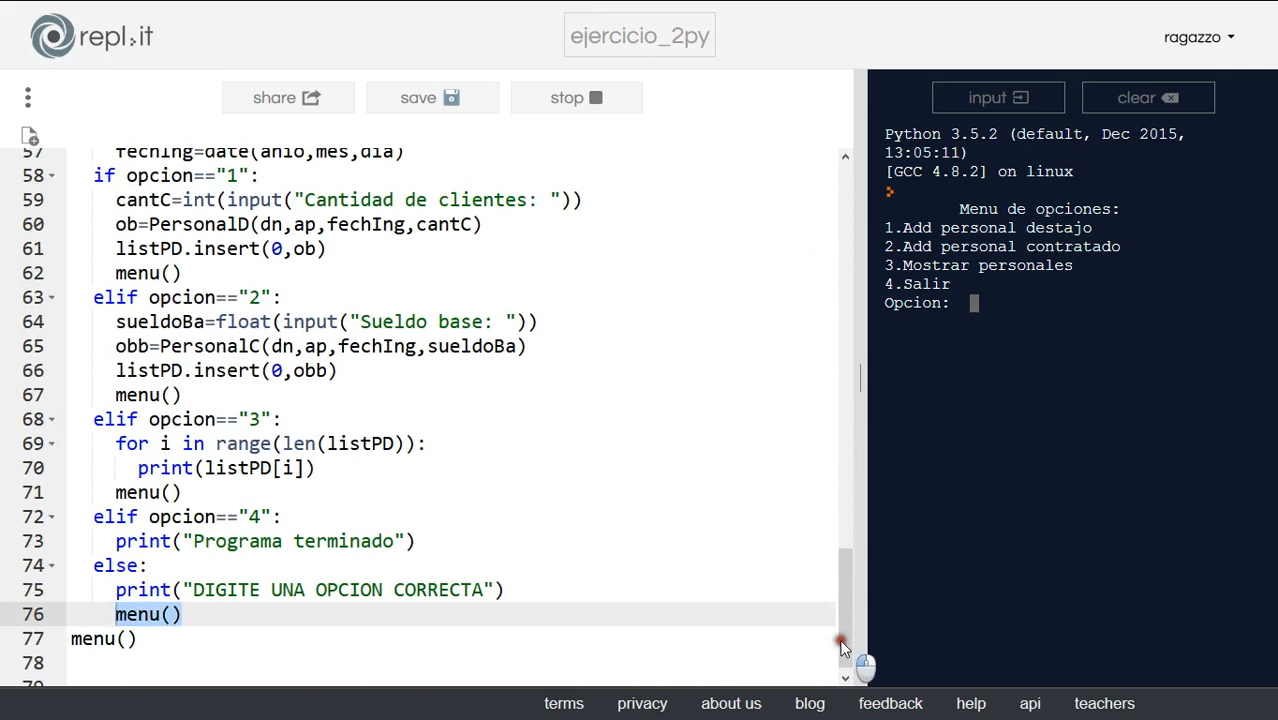 repl.it
ejercicio_2py
ragazzo
share
save
stop
input
clear
57 fechIng=date(anio,mes,dia)
58 if opcion=="1":
59 cantC=int(input("Cantidad de clientes: "))
60 ob=PersonalD(dn,ap,fechIng,cantC)
61 listPD.insert(0,ob)
62 menu()
63 elif opcion=="2":
64 sueldoBa=float(input("Sueldo base: "))
65 obb=PersonalC(dn,ap,fechIng,sueldoBa)
66 listPD.insert(0,obb)
67 menu()
68 elif opcion=="3":
69 for i in range(len(listPD)):
70 print(listPD[i])
71 menu()
72 elif opcion=="4":
73 print("Programa terminado")
74 else:
75 print("DIGITE UNA OPCION CORRECTA")
76 menu()
77 menu()
78
79
Python 3.5.2 (default, Dec 2015,
13:05:11)
[GCC 4.8.2] on linux
Menu de opciones:
1.Add personal destajo
2.Add personal contratado
3.Mostrar personales
4.Salir
Opcion:
terms
privacy
about us
blog
feedback
help
api
teachers